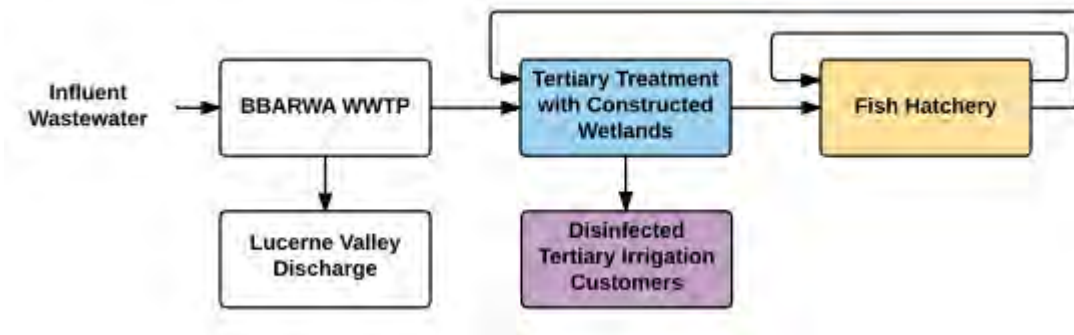 Influent
Wastewater
BBARWA WWTP
Tertiary Treatment
with Constructed
Wetlands
Fish Hatchery
Lucerne Valley
Discharge
Disinfected
Tertiary Irrigation
Customers